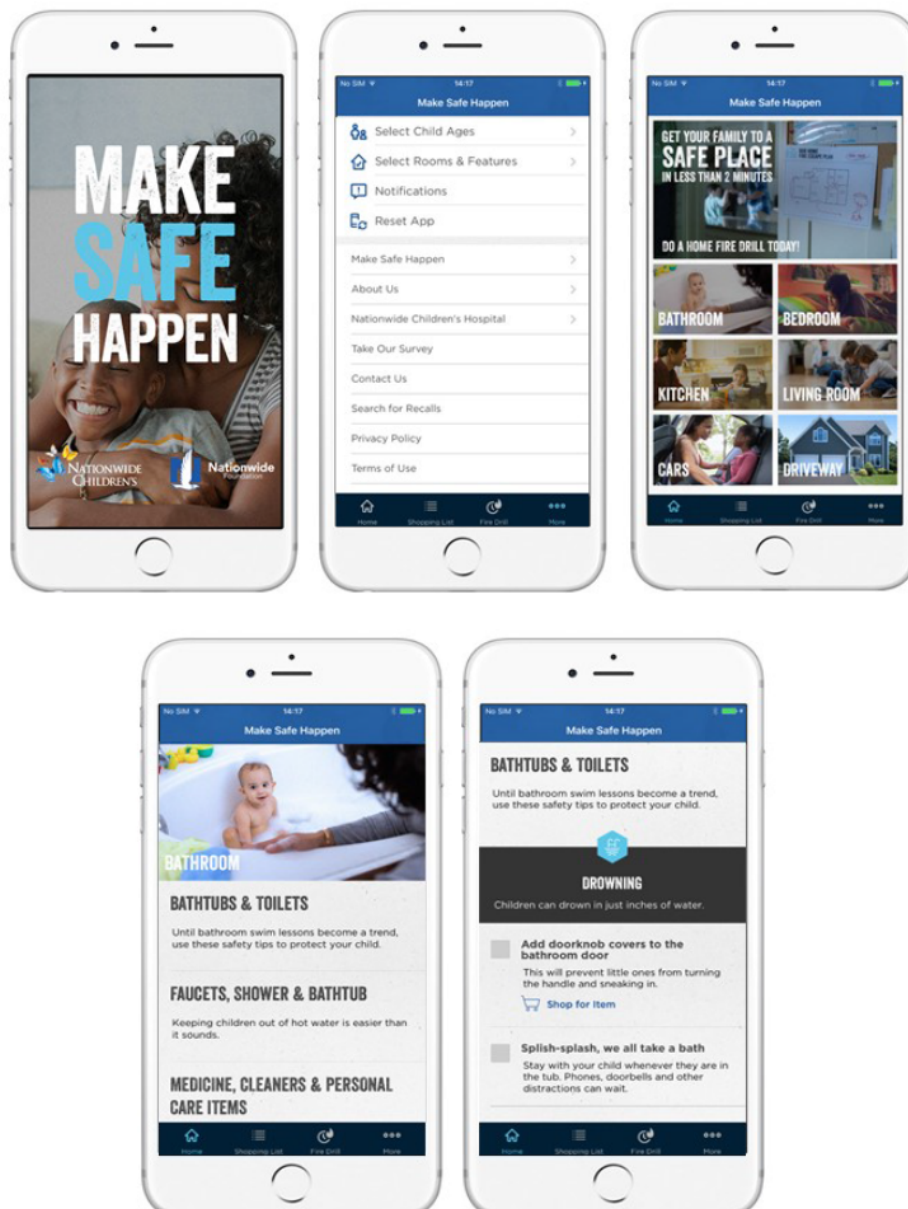 MAKE
SAFE
HAPPEN
NATIONWIDE
CHILDREN'S
Nationwide
Foundation
No SIM 14:17
Make Safe Happen
Select Child Ages
Select Rooms & Features
Notifications
Reset App
Make Safe Happen
About Us
Nationwide Children's Hospital
Take Our Survey
Contact Us
Search for Recalls
Privacy Policy
Terms of Use
Home Shopping List Fire Drill More
No SIM 14:17
Make Safe Happen
GET YOUR FAMILY TO A
SAFE PLACE
IN LESS THAN 2 MINUTES
DO A HOME FIRE DRILL TODAY!
BATHROOM BEDROOM
KITCHEN LIVING ROOM
CARS DRIVEWAY
Home Shopping List Fire Drill More
No SIM 14:17
Make Safe Happen
BATHROOM
BATHTUBS & TOILETS
Until bathroom swim lessons become a trend,
use these safety tips to protect your child.
FAUCETS, SHOWER & BATHTUB
Keeping children out of hot water is easier than
it sounds.
MEDICINE, CLEANERS & PERSONAL
CARE ITEMS
Home Shopping List Fire Drill More
No SIM 14:17
Make Safe Happen
BATHTUBS & TOILETS
Until bathroom swim lessons become a trend,
use these safety tips to protect your child.
DROWNING
Children can drown in just inches of water.
Add doorknob covers to the
bathroom door
This will prevent little ones from turning
the handle and sneaking in.
Shop for Item
Splish-splash, we all take a bath
Stay with your child whenever they are in
the tub. Phones, doorbells and other
distractions can wait.
Home Shopping List Fire Drill More